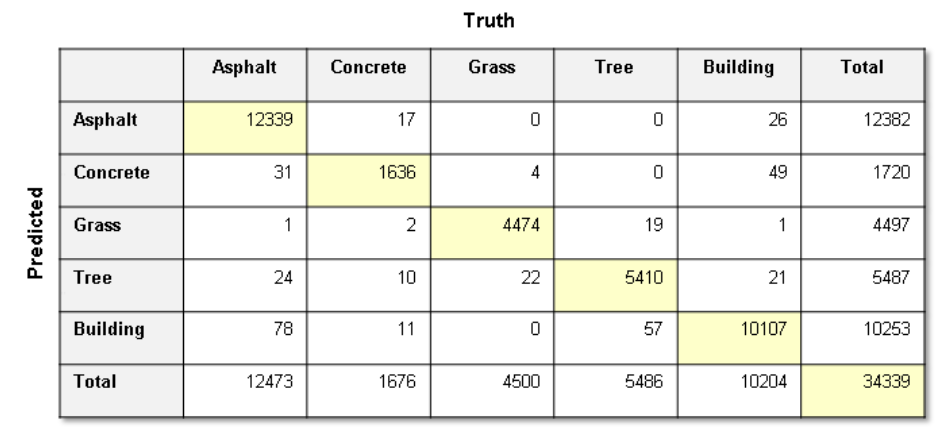 Truth
Asphalt Concrete Grass Tree Building Total
Predicted
Asphalt 12339 17 0 0 26 12382
Concrete 31 1636 4 0 49 1720
Grass 1 2 4474 19 1 4497
Tree 24 10 22 5410 21 5487
Building 78 11 0 57 10107 10253
Total 12473 1676 4500 5486 10204 34339